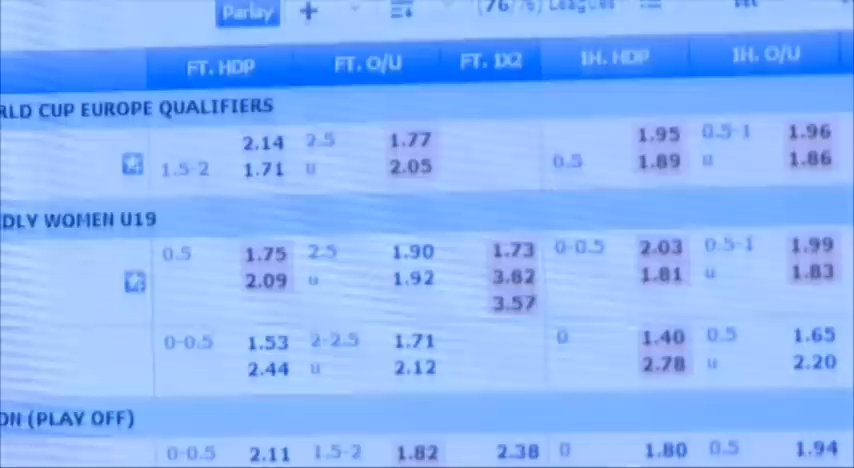 Parlay + (76/76) Leagues
FT. HDP FT. O/U FT. 1X2 1H. HDP 1H. O/U
RLD CUP EUROPE QUALIFIERS
2.14 2.5 1.77 1.95 0.5-1 1.96
1.5-2 1.71 u 2.05 0.5 1.89 u 1.86
DLY WOMEN U19
0.5 1.75 2.5 1.90 1.73 0-0.5 2.03 0.5-1 1.99
2.09 u 1.92 3.82 1.81 u 1.83
3.57
0-0.5 1.53 2-2.5 1.71 0 1.40 0.5 1.65
2.44 u 2.12 2.78 u 2.20
ON (PLAY OFF)
0-0.5 2.11 1.5-2 1.82 2.38 0 1.80 0.5 1.94